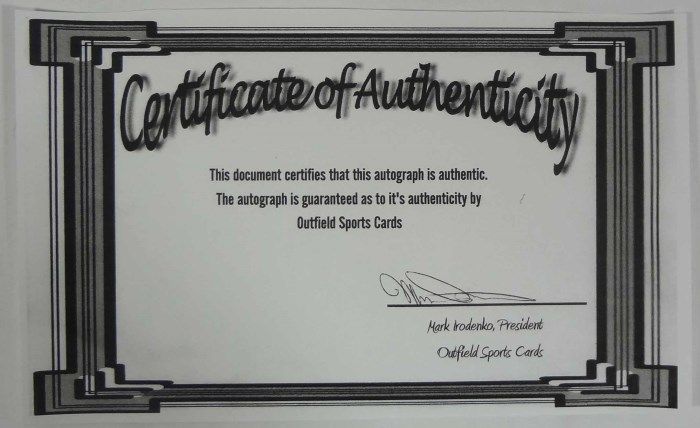 Certificate of Authenticity
This document certifies that this autograph is authentic.
The autograph is guaranteed as to it's authenticity by
Outfield Sports Cards
Mark Irodenko, President
Outfield Sports Cards